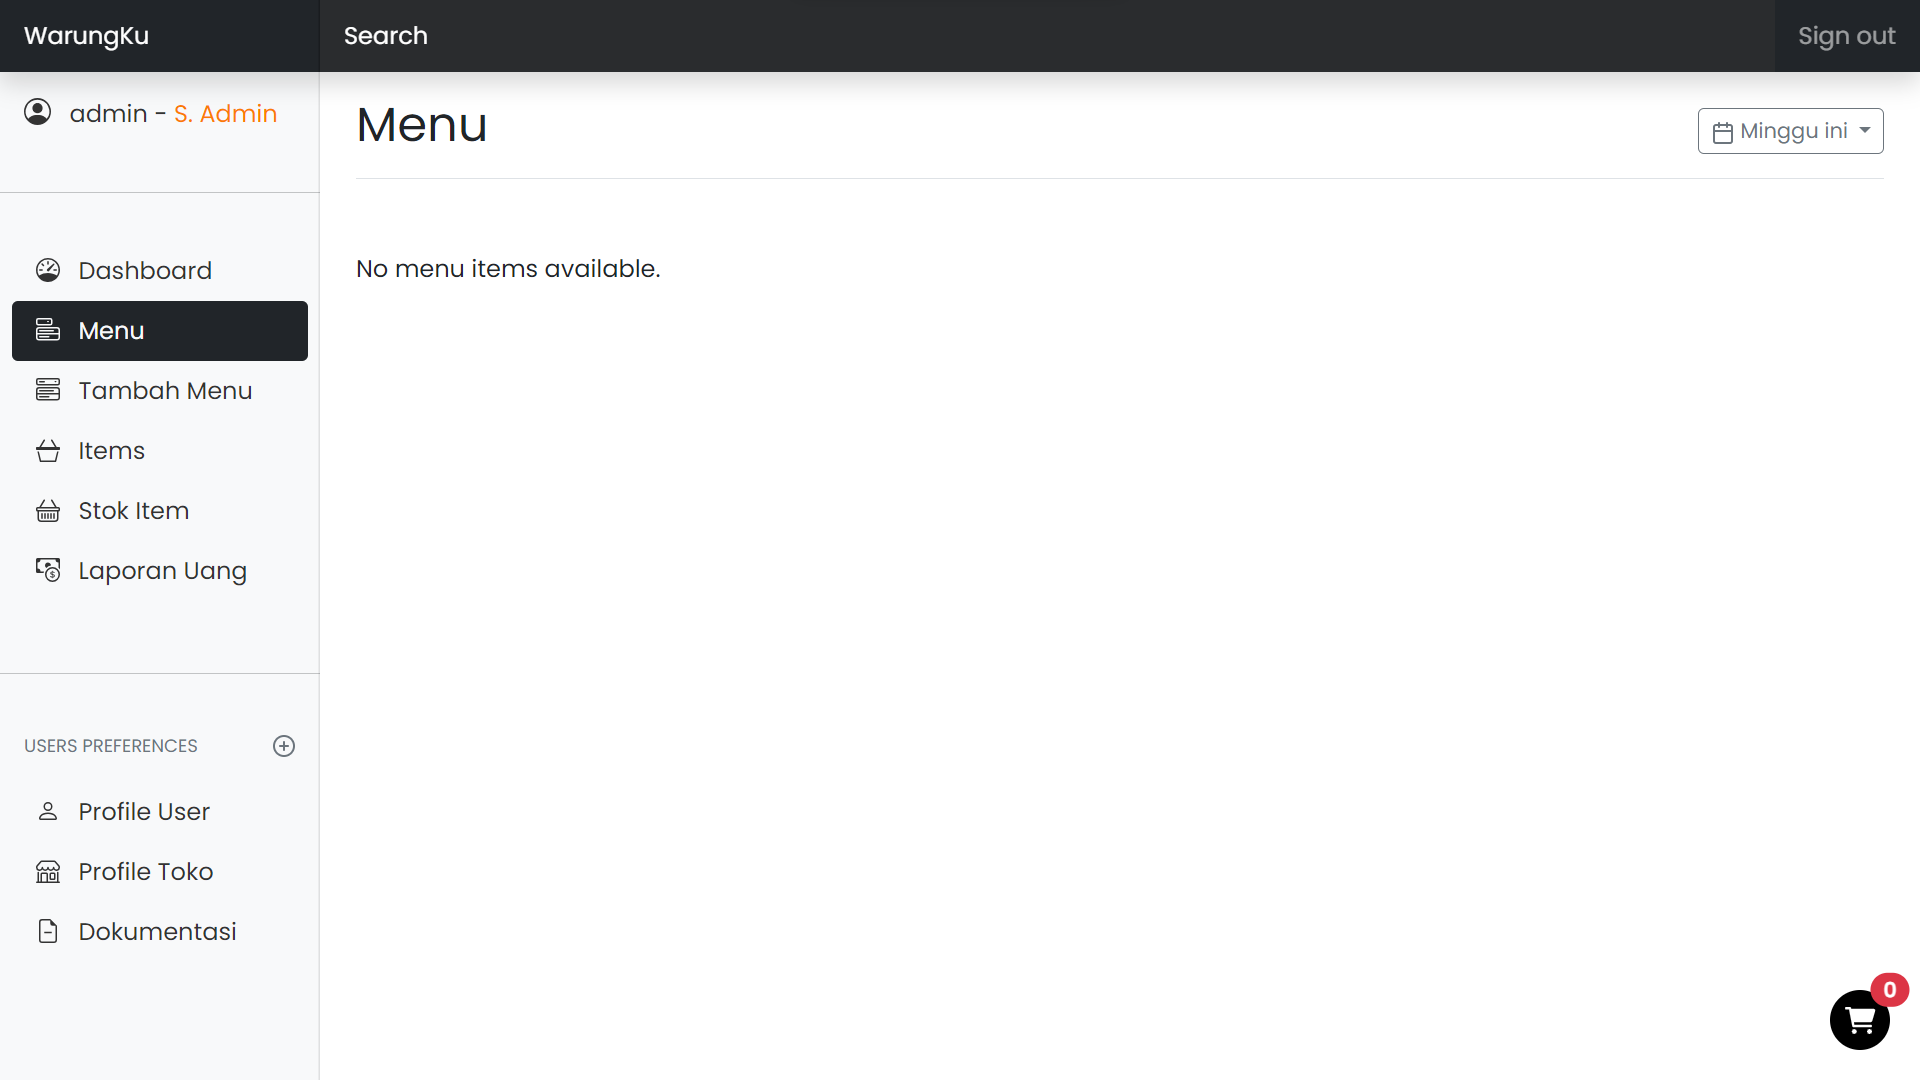 WarungKu
Search
Sign out
admin - S. Admin
Menu
Minggu ini
No menu items available.
Dashboard
Menu
Tambah Menu
Items
Stok Item
Laporan Uang
USERS PREFERENCES
Profile User
Profile Toko
Dokumentasi
0